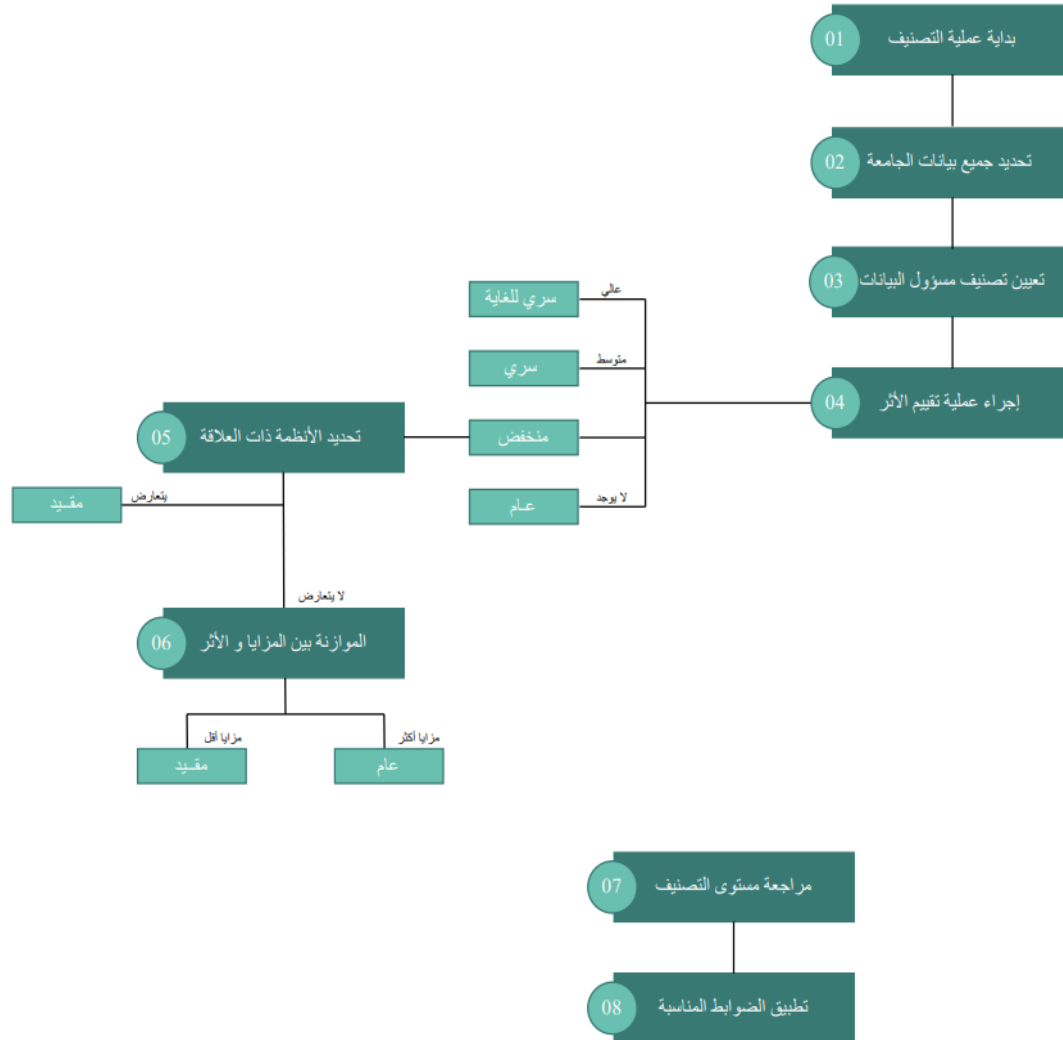 بداية عملية التصنيف
01
تحديد جميع بيانات الجامعة
02
تعيين تصنيف مسؤول البيانات
03
إجراء عملية تقييم الأثر
04
عالي
سري للغاية
متوسط
سري
منخفض
لا يوجد
عـام
تحديد الأنظمة ذات العلاقة
05
يتعارض
مقـيد
لا يتعارض
الموازنة بين المزايا و الأثر
06
مزايا أكثر
عام
مزايا أقل
مقـيد
مراجعة مستوى التصنيف
07
تطبيق الضوابط المناسبة
08